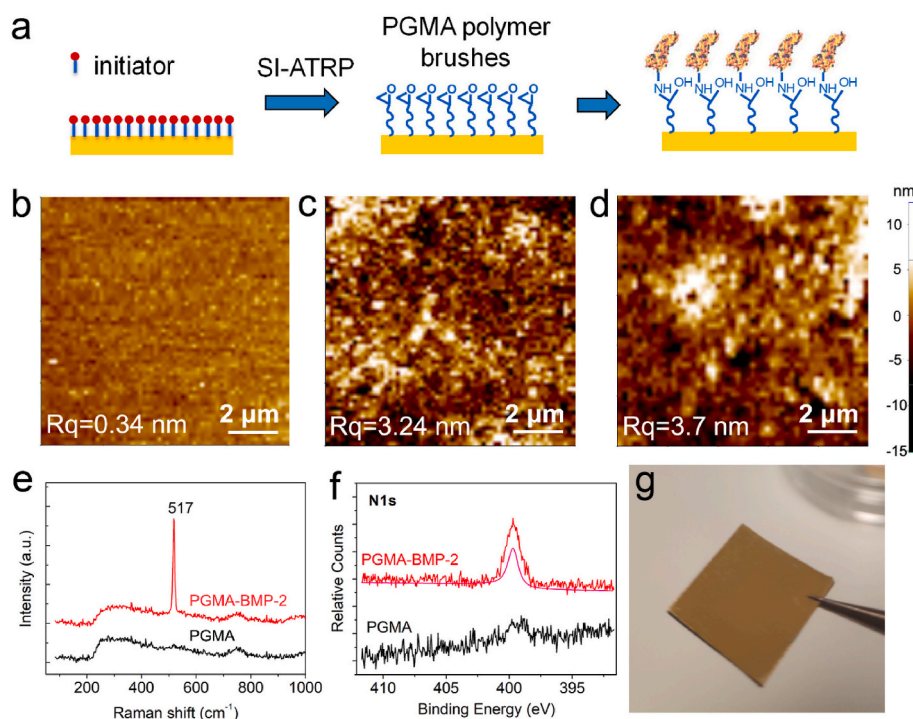 a
initiator
SI-ATRP
PGMA polymer
brushes
O O O O O O O O
NH OH NH OH NH OH NH OH NH OH
b
Rq=0.34 nm
2 μm
c
Rq=3.24 nm
2 μm
d
Rq=3.7 nm
2 μm
nm
10
5
0
-5
-10
-15
e
517
PGMA-BMP-2
PGMA
Intensity (a.u.)
200 400 600 800 1000
Raman shift (cm⁻¹)
f
N1s
PGMA-BMP-2
PGMA
Relative Counts
410 405 400 395
Binding Energy (eV)
g